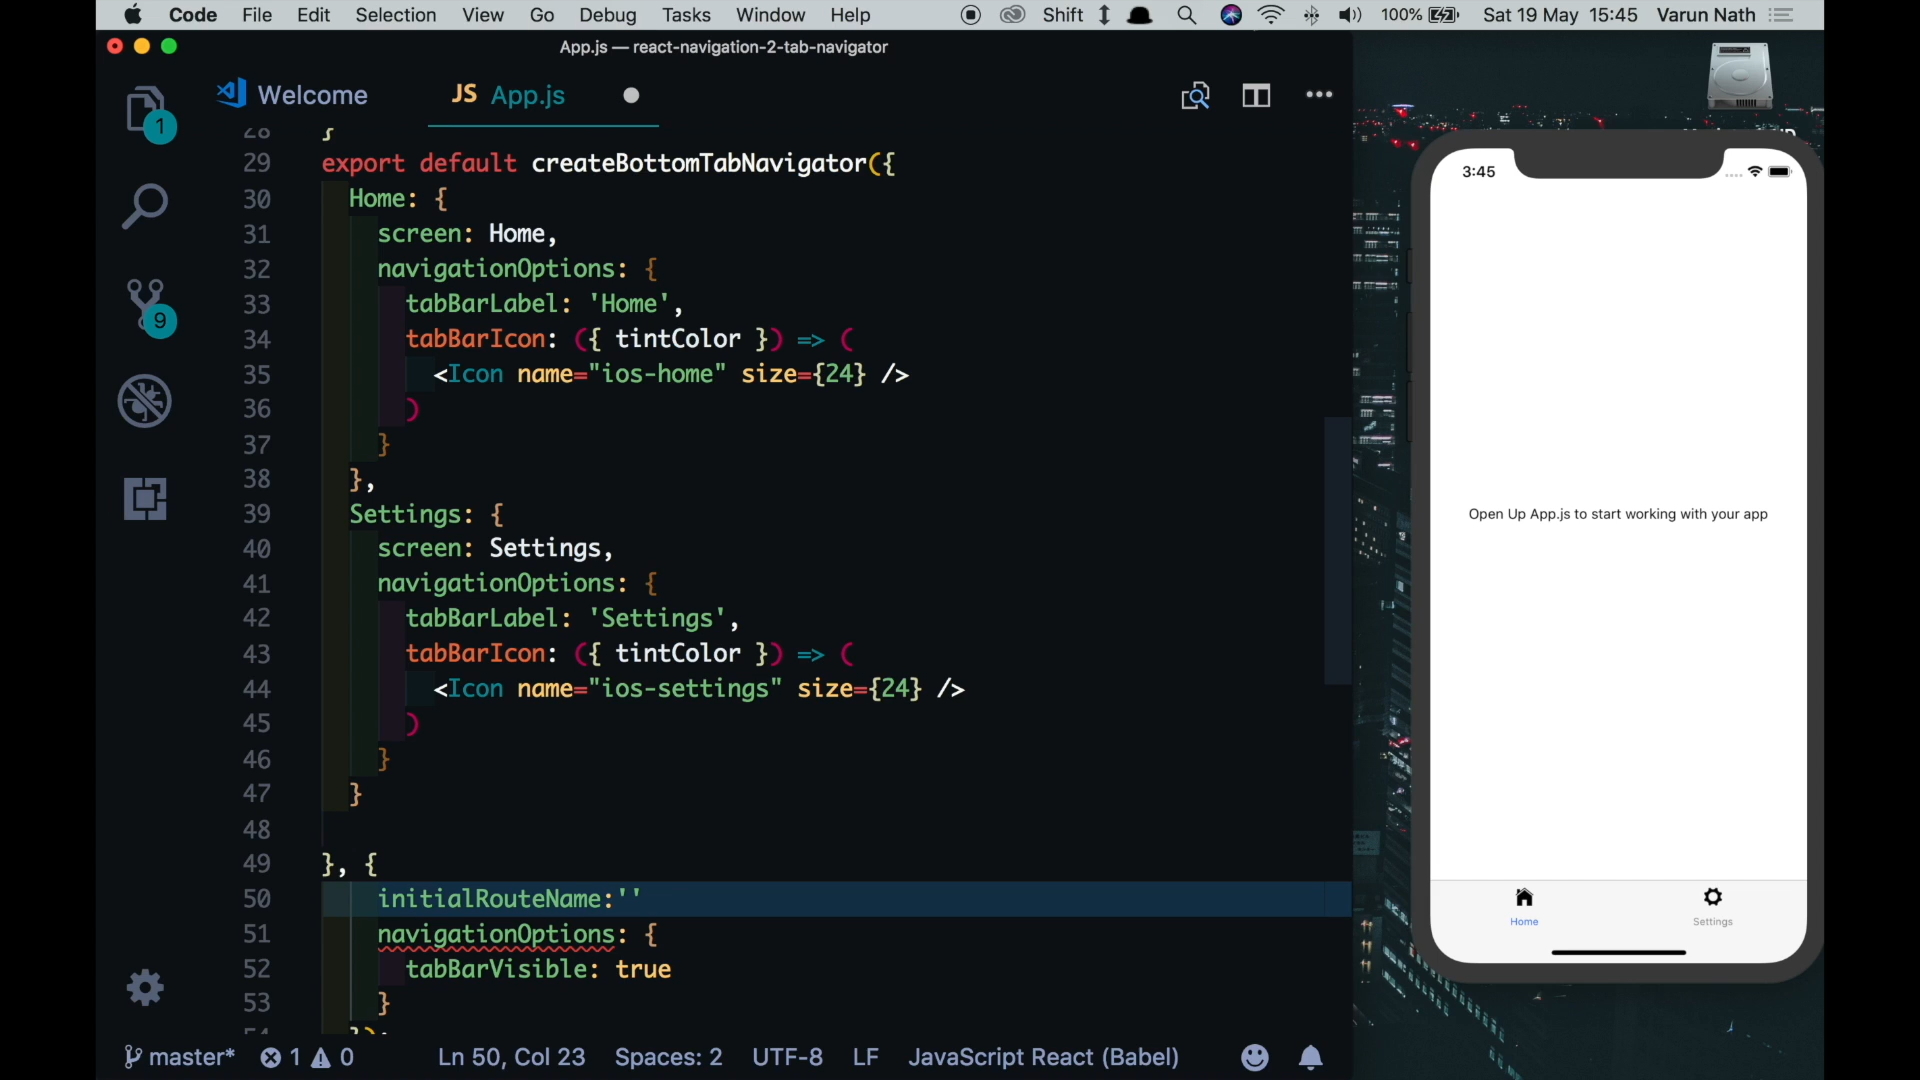 Code File Edit Selection View Go Debug Tasks Window Help Shift 100% Sat 19 May 15:45 Varun Nath
App.js — react-navigation-2-tab-navigator
Welcome
JS App.js
1
9
28 }
29 export default createBottomTabNavigator({
30 Home: {
31 screen: Home,
32 navigationOptions: {
33 tabBarLabel: 'Home',
34 tabBarIcon: ({ tintColor }) => (
35 <Icon name="ios-home" size={24} />
36 )
37 }
38 },
39 Settings: {
40 screen: Settings,
41 navigationOptions: {
42 tabBarLabel: 'Settings',
43 tabBarIcon: ({ tintColor }) => (
44 <Icon name="ios-settings" size={24} />
45 )
46 }
47 }
48
49 }, {
50 initialRouteName:''
51 navigationOptions: {
52 tabBarVisible: true
53 }
54 });
master* 1 0 Ln 50, Col 23 Spaces: 2 UTF-8 LF JavaScript React (Babel)
3:45
Open Up App.js to start working with your app
Home
Settings